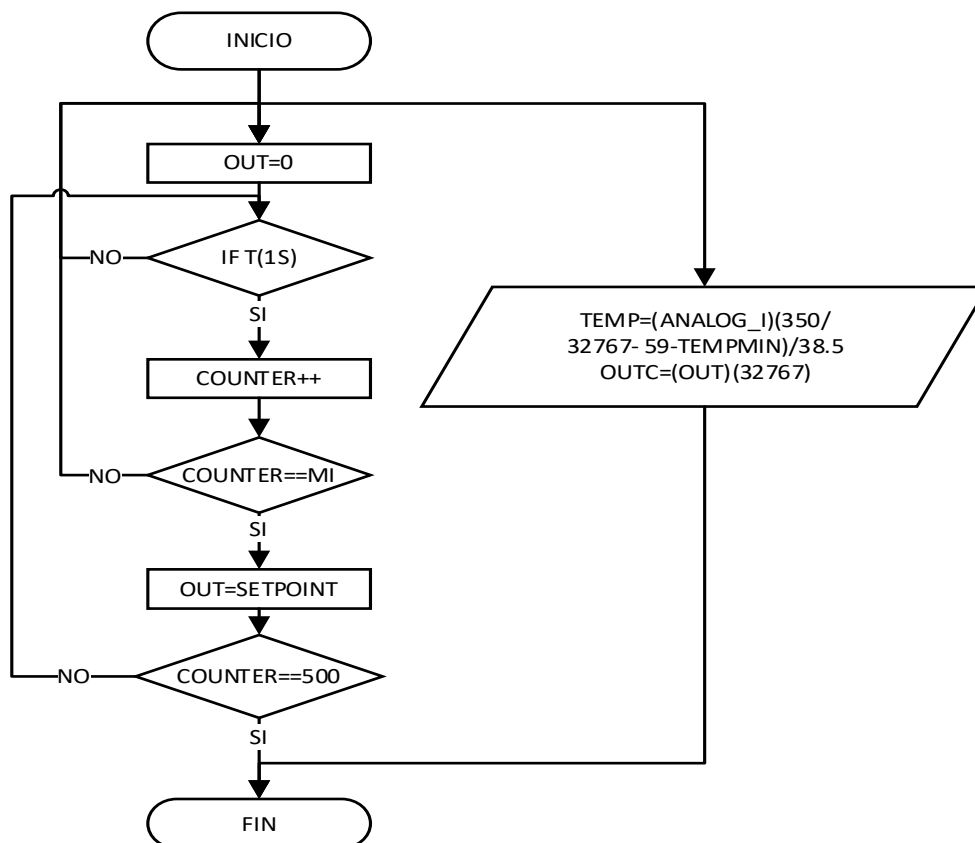 INICIO
OUT=0
IF T(1S)
NO
SI
COUNTER++
COUNTER==MI
NO
SI
OUT=SETPOINT
COUNTER==500
NO
SI
FIN
TEMP=(ANALOG_I)(350/
32767-59-TEMPMIN)/38.5
OUTC=(OUT)(32767)